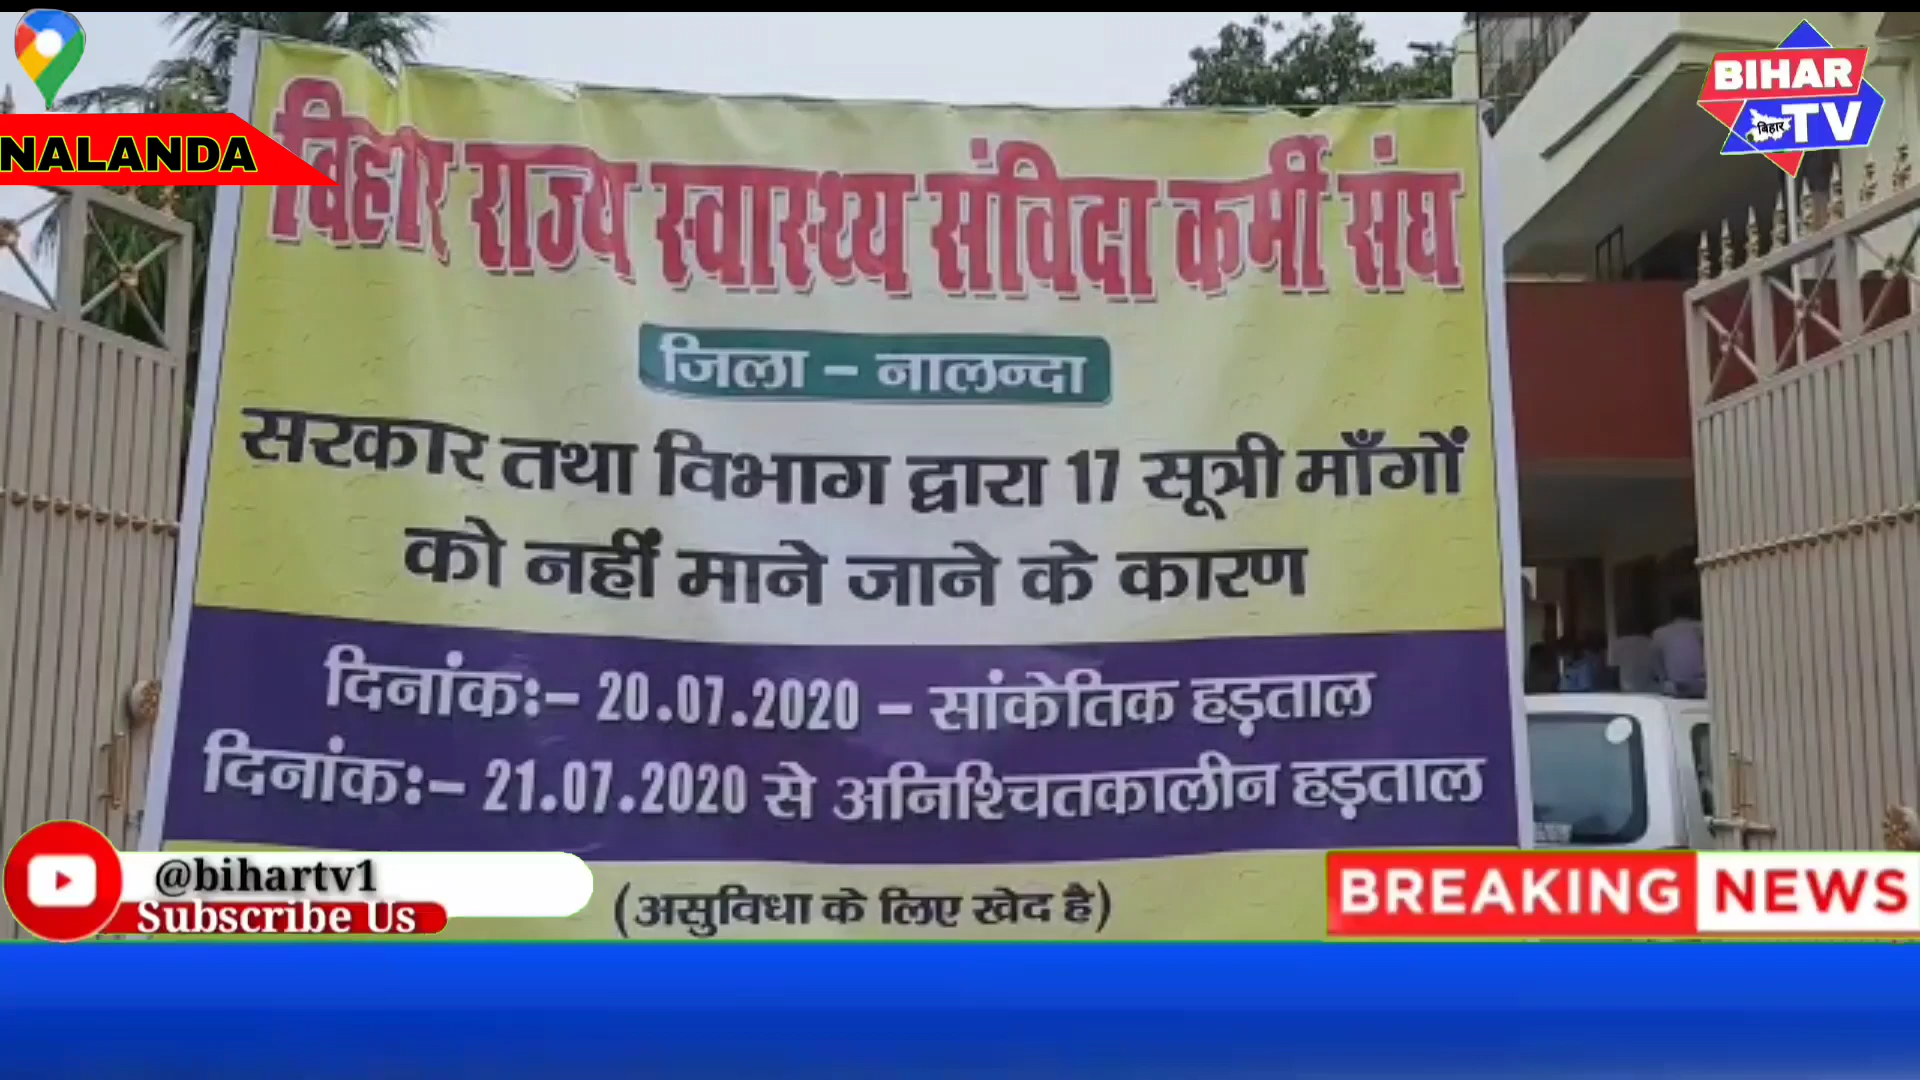 BIHAR
TV
बिहार
NALANDA
बिहार राज्य स्वास्थ्य संविदा कर्मी संघ
जिला - नालन्दा
सरकार तथा विभाग द्वारा 17 सूत्री माँगों
को नहीं माने जाने के कारण
दिनांकः- 20.07.2020 - सांकेतिक हड़ताल
दिनांकः- 21.07.2020 से अनिश्चितकालीन हड़ताल
(असुविधा के लिए खेद है)
@bihartv1
Subscribe Us
BREAKING NEWS